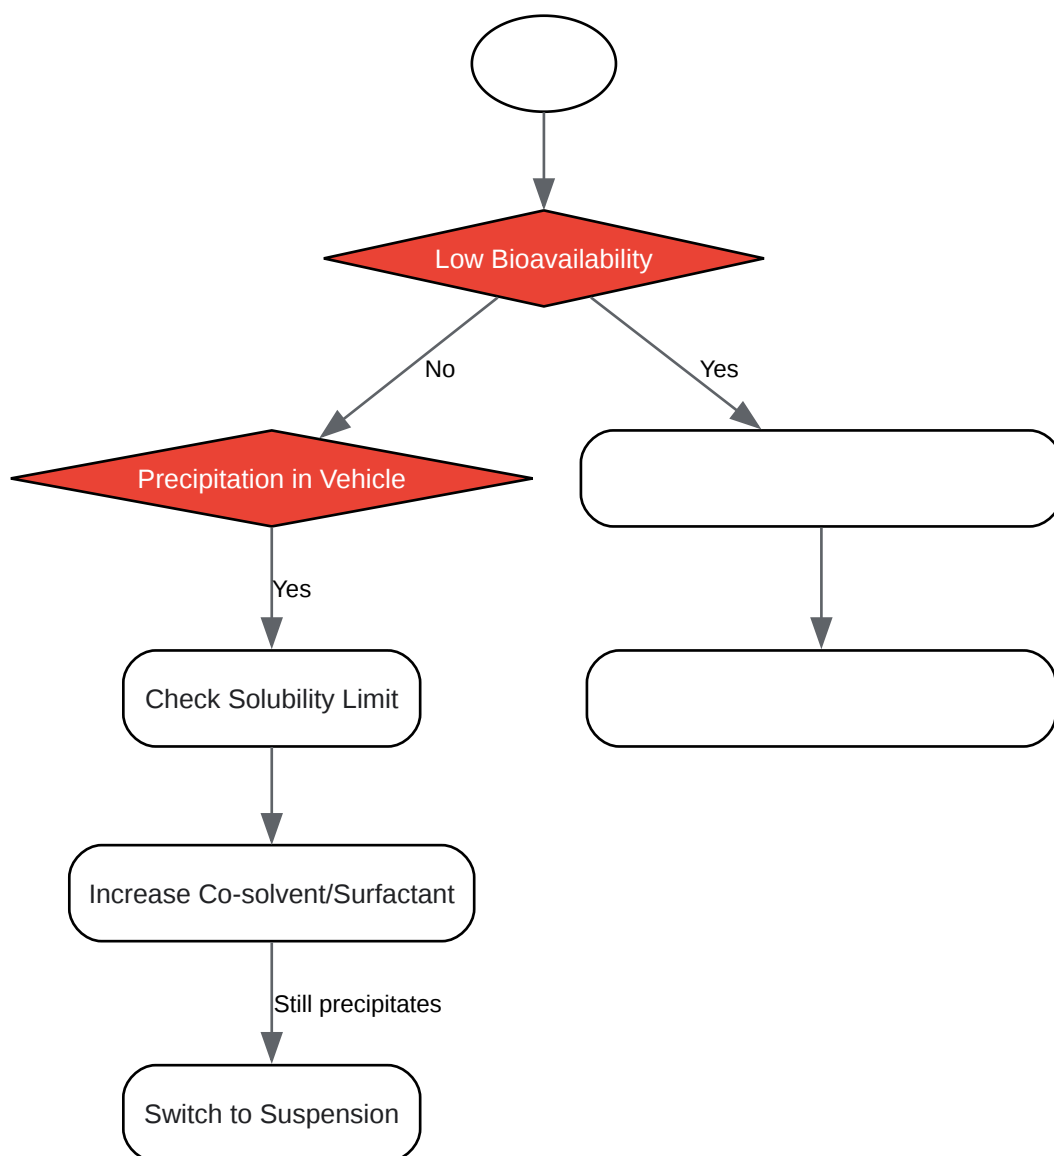 Low Bioavailability
No
Yes
Precipitation in Vehicle
Yes
Check Solubility Limit
Increase Co-solvent/Surfactant
Still precipitates
Switch to Suspension